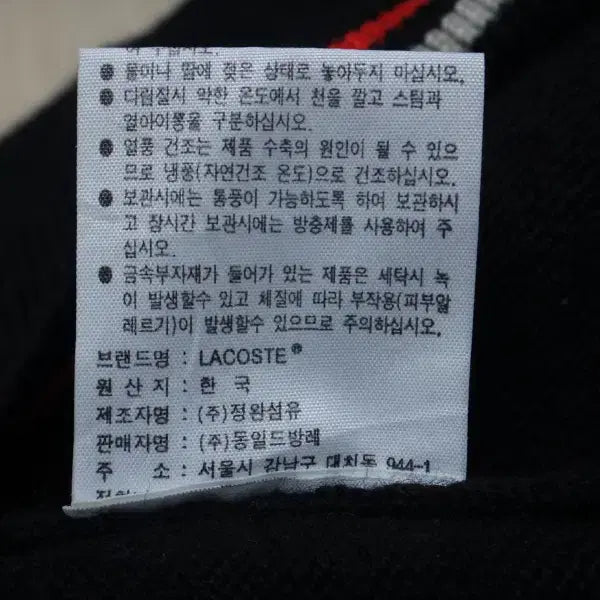 ● 물이나 땀에 젖은 상태로 놓아두지 마십시오.
● 다림질시 약한 온도에서 천을 깔고 스팀과
열아이롱을 구분하십시오.
● 열풍 건조는 제품 수축의 원인이 될 수 있으
므로 냉풍(자연건조 온도)으로 건조하십시오.
● 보관시에는 통풍이 가능하도록 하여 보관하시
고 장시간 보관시에는 방충제를 사용하여 주
십시오.
● 금속부자재가 들어가 있는 제품은 세탁시 녹
이 발생할수 있고 체질에 따라 부작용(피부알
레르기)이 발생할수 있으므로 주의하십시오.
브랜드명 : LACOSTE®
원 산 지 : 한 국
제조자명 : (주)정완섬유
판매자명 : (주)동일드방레
주 소 : 서울시 강남구 대치동 944-1